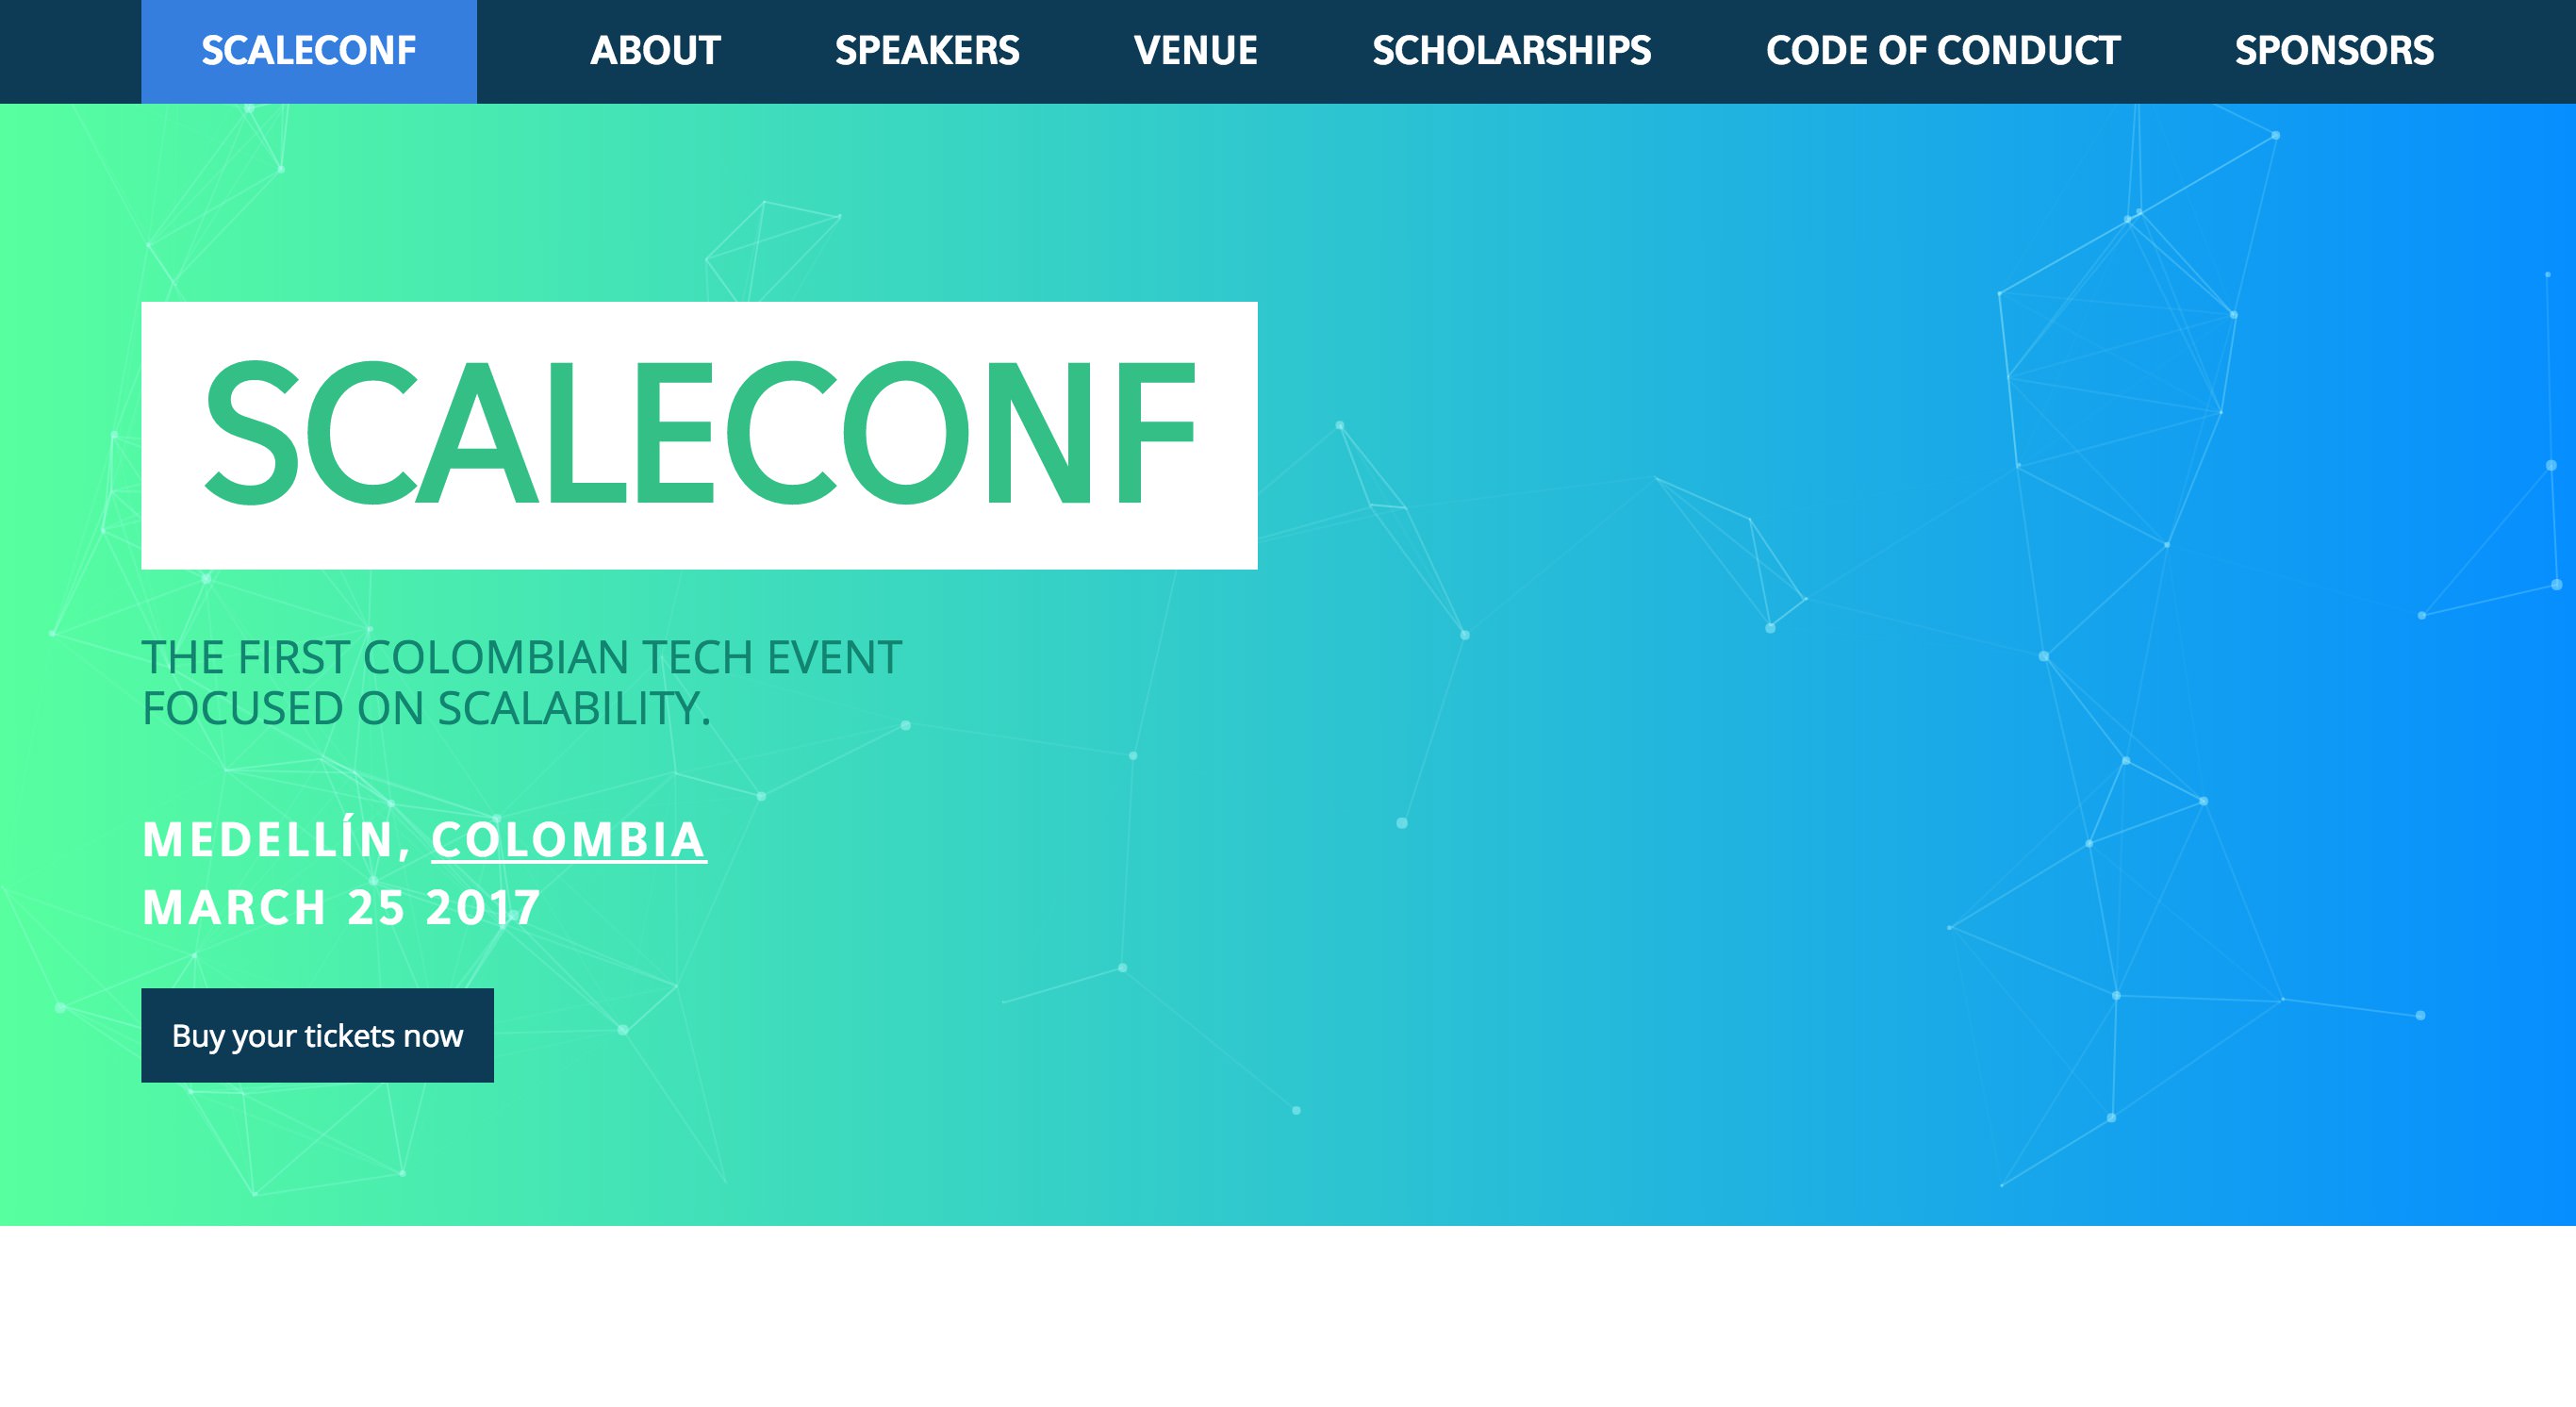 SCALECONF ABOUT SPEAKERS VENUE SCHOLARSHIPS CODE OF CONDUCT SPONSORS
SCALECONF
THE FIRST COLOMBIAN TECH EVENT
FOCUSED ON SCALABILITY.
MEDELLÍN, COLOMBIA
MARCH 25 2017
Buy your tickets now